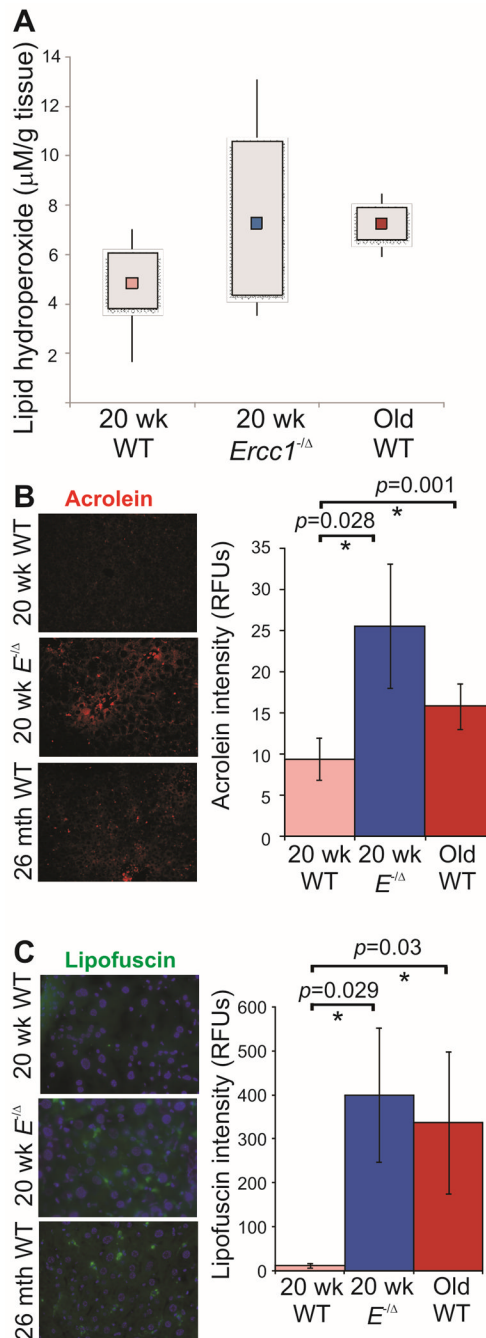 A
Lipid hydroperoxide (µM/g tissue)
14
12
10
8
6
4
2
20 wk
WT
20 wk
Ercc1-/Δ
Old
WT
B
Acrolein
20 wk WT
20 wk E-/Δ
26 mth WT
p=0.001
*
p=0.028
*
Acrolein intensity (RFUs)
35
30
25
20
15
10
5
0
20 wk
WT
20 wk
E-/Δ
Old
WT
C
Lipofuscin
20 wk WT
20 wk E-/Δ
26 mth WT
p=0.03
*
p=0.029
*
Lipofuscin intensity (RFUs)
600
500
400
300
200
100
0
20 wk
WT
20 wk
E-/Δ
Old
WT